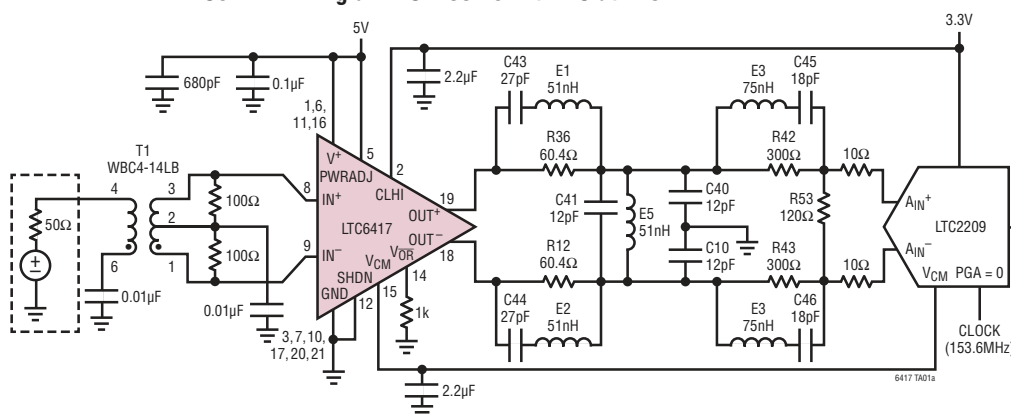 3.3V
5V
C43
27pF
E1
51nH
E3
75nH
C45
18pF
680pF
0.1µF
2.2µF
1,6,
11,16
T1
WBC4-14LB
V+
5
PWRADJ
2
CLHI
R36
60.4Ω
R42
300Ω
10Ω
4
3
8
IN+
19
OUT+
C41
12pF
C40
12pF
R53
120Ω
AIN+
100Ω
2
50Ω
LTC6417
E5
51nH
LTC2209
OUT−
18
100Ω
9
IN−
VCM
VOR
14
R12
60.4Ω
C10
12pF
R43
300Ω
10Ω
AIN−
6
1
SHDN
15
VCM
PGA = 0
GND
12
0.01µF
0.01µF
1k
C44
27pF
E2
51nH
E3
75nH
C46
18pF
3,7,10,
17,20,21
CLOCK
(153.6MHz)
2.2µF
6417 TA01a